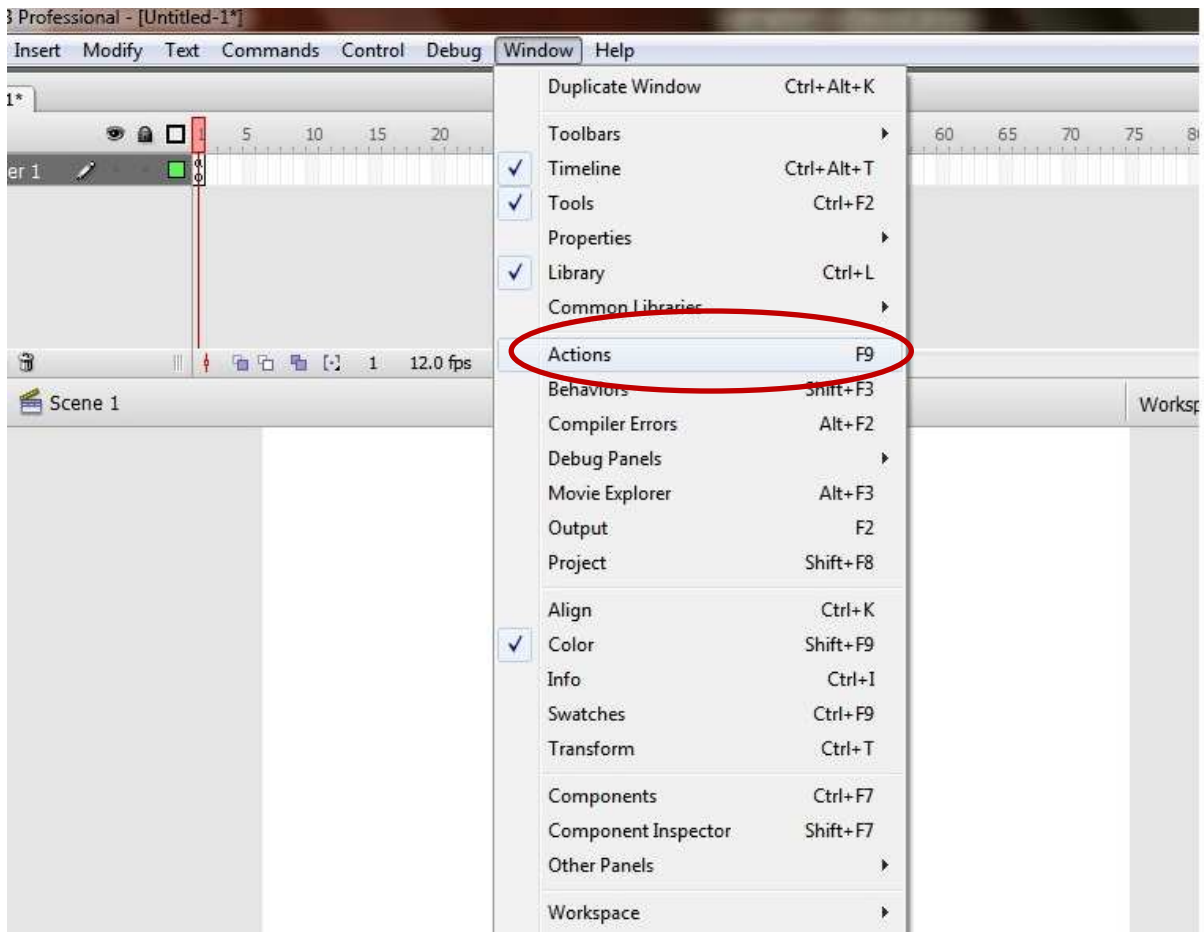 3 Professional - [Untitled-1*]
Insert Modify Text Commands Control Debug Window Help
1*
1 5 10 15 20 60 65 70 75 8
er 1
1 12.0 fps
Scene 1
Worksp
Duplicate Window Ctrl+Alt+K
Toolbars
Timeline Ctrl+Alt+T
Tools Ctrl+F2
Properties
Library Ctrl+L
Common Libraries
Actions F9
Behaviors Shift+F3
Compiler Errors Alt+F2
Debug Panels
Movie Explorer Alt+F3
Output F2
Project Shift+F8
Align Ctrl+K
Color Shift+F9
Info Ctrl+I
Swatches Ctrl+F9
Transform Ctrl+T
Components Ctrl+F7
Component Inspector Shift+F7
Other Panels
Workspace